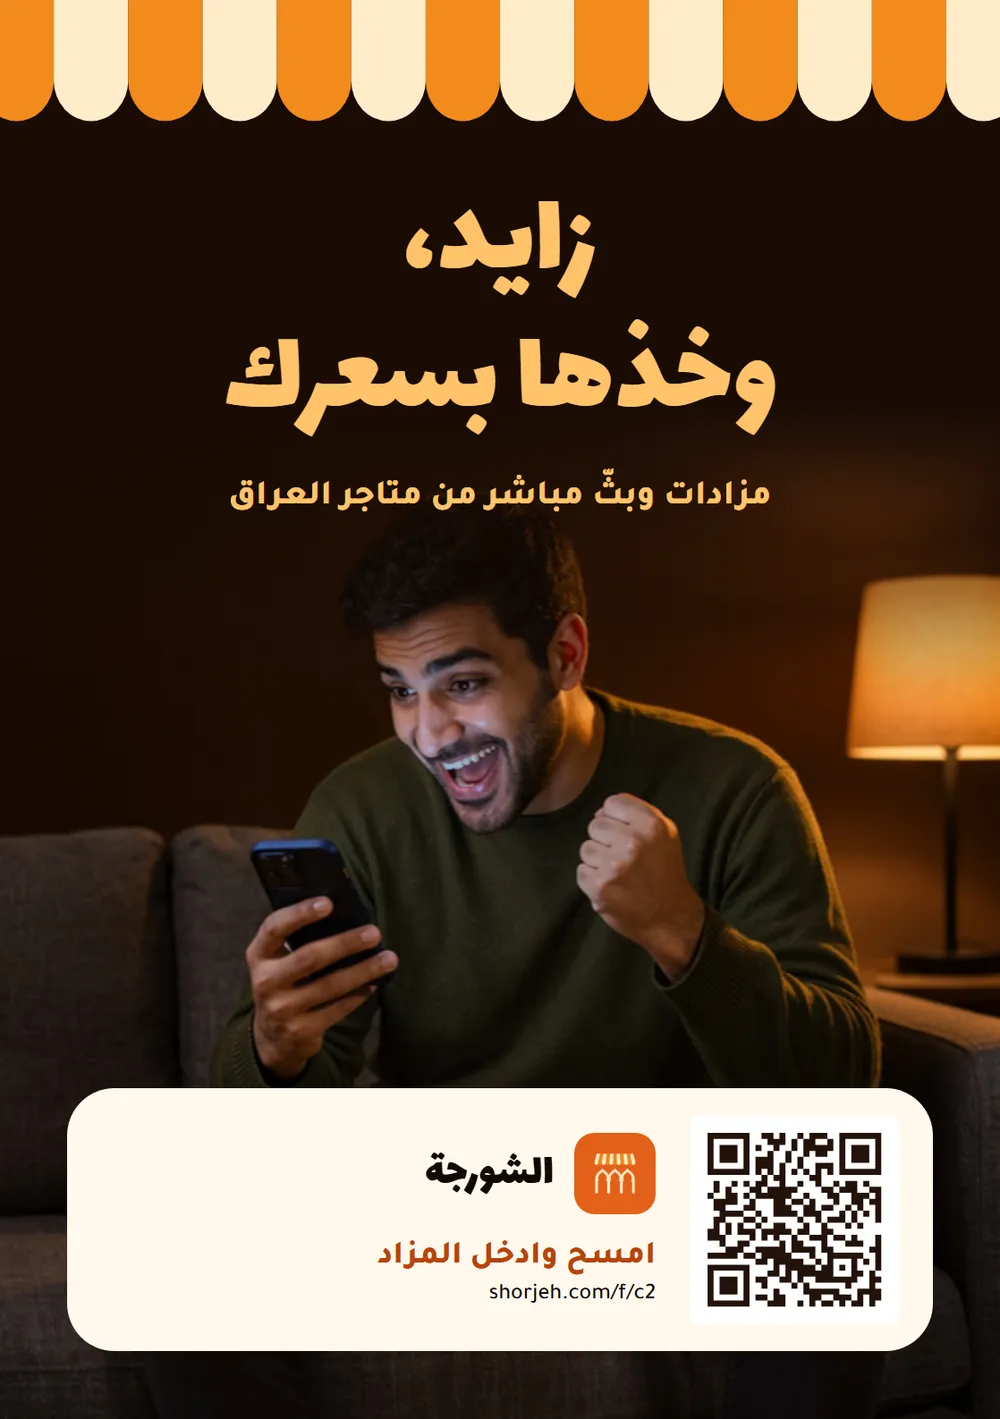 زايد،
وخذها بسعرك
مزادات وبثّ مباشر من متاجر العراق
الشورجة
امسح وادخل المزاد
shorjeh.com/f/c2